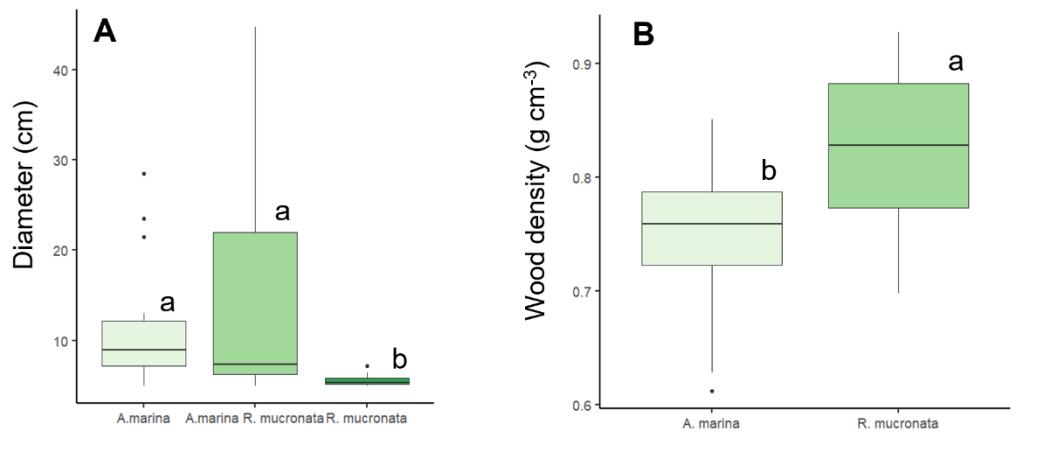 A
Diameter (cm)
40
30
20
10
a
a
b
A.marina
A.marina R. mucronata
R. mucronata
B
Wood density (g cm-3)
0.9
0.8
0.7
0.6
b
a
A. marina
R. mucronata